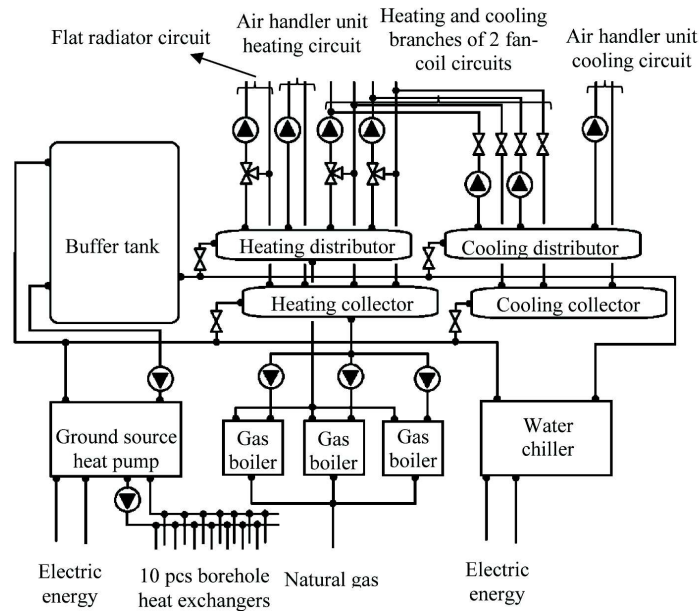 Flat radiator circuit
Air handler unit
heating circuit
Heating and cooling
branches of 2 fan-
coil circuits
Air handler unit
cooling circuit
Buffer tank
Heating distributor
Cooling distributor
Heating collector
Cooling collector
Ground source
heat pump
Gas
boiler
Gas
boiler
Gas
boiler
Water
chiller
Electric
energy
10 pcs borehole
heat exchangers
Natural gas
Electric
energy